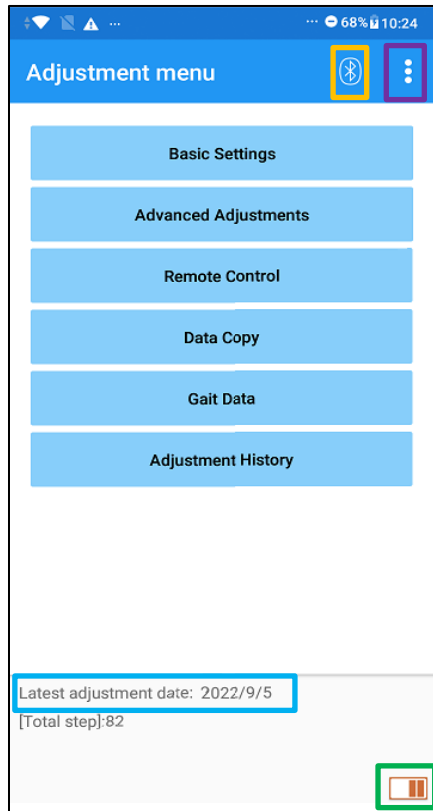 ... ... 68% 10:24
Adjustment menu
Basic Settings
Advanced Adjustments
Remote Control
Data Copy
Gait Data
Adjustment History
Latest adjustment date: 2022/9/5
[Total step]:82